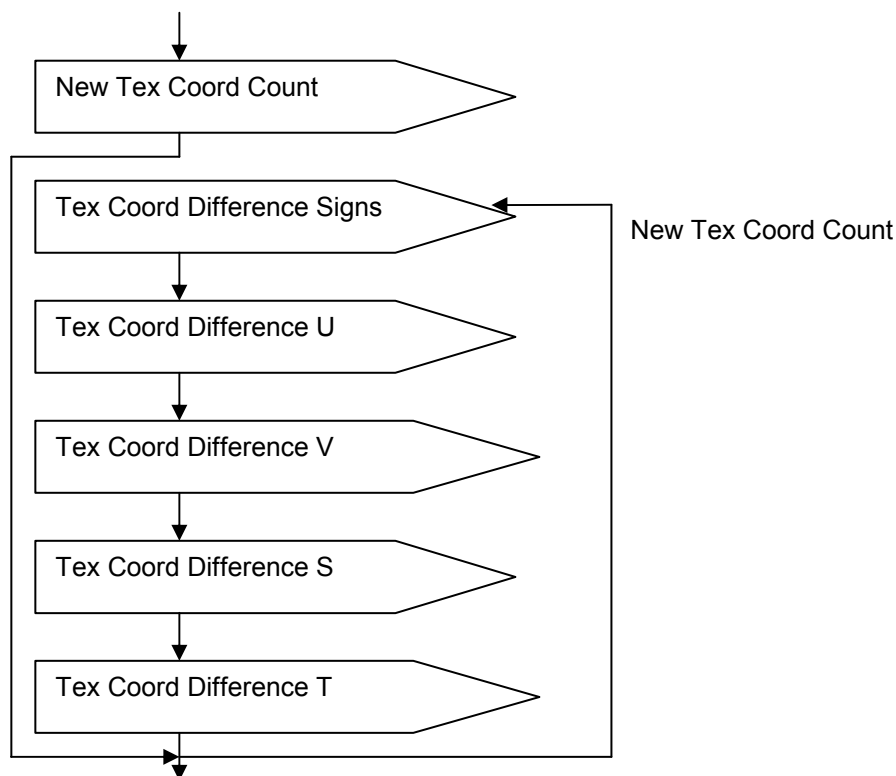 New Tex Coord Count
Tex Coord Difference Signs
New Tex Coord Count
Tex Coord Difference U
Tex Coord Difference V
Tex Coord Difference S
Tex Coord Difference T